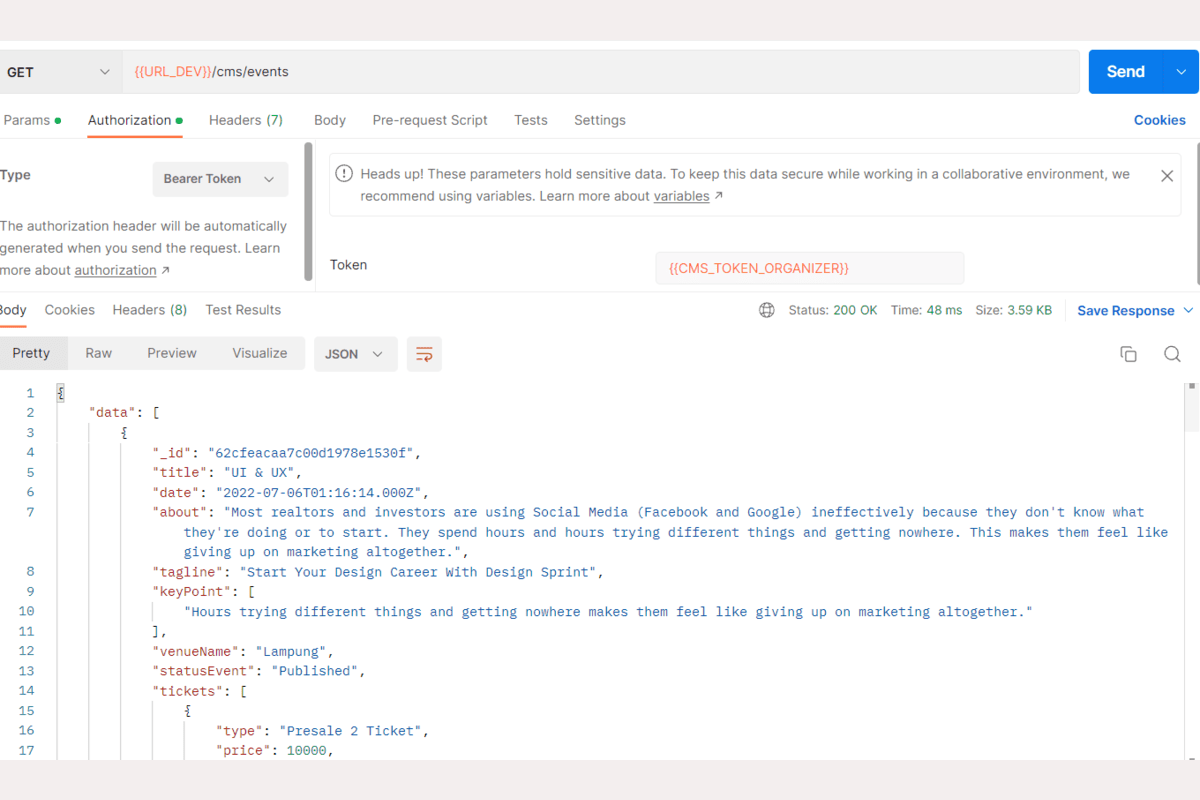 GET {{URL_DEV}}/cms/events Send
Params Authorization Headers (7) Body Pre-request Script Tests Settings Cookies
Type Bearer Token
The authorization header will be automatically
generated when you send the request. Learn
more about authorization ↗
Heads up! These parameters hold sensitive data. To keep this data secure while working in a collaborative environment, we
recommend using variables. Learn more about variables ↗
Token {{CMS_TOKEN_ORGANIZER}}
Body Cookies Headers (8) Test Results Status: 200 OK Time: 48 ms Size: 3.59 KB Save Response
Pretty Raw Preview Visualize JSON
1 {
2 "data": [
3 {
4 "_id": "62cfeacaa7c00d1978e1530f",
5 "title": "UI & UX",
6 "date": "2022-07-06T01:16:14.000Z",
7 "about": "Most realtors and investors are using Social Media (Facebook and Google) ineffectively because they don't know what
they're doing or to start. They spend hours and hours trying different things and getting nowhere. This makes them feel like
giving up on marketing altogether.",
8 "tagline": "Start Your Design Career With Design Sprint",
9 "keyPoint": [
10 "Hours trying different things and getting nowhere makes them feel like giving up on marketing altogether."
11 ],
12 "venueName": "Lampung",
13 "statusEvent": "Published",
14 "tickets": [
15 {
16 "type": "Presale 2 Ticket",
17 "price": 10000,